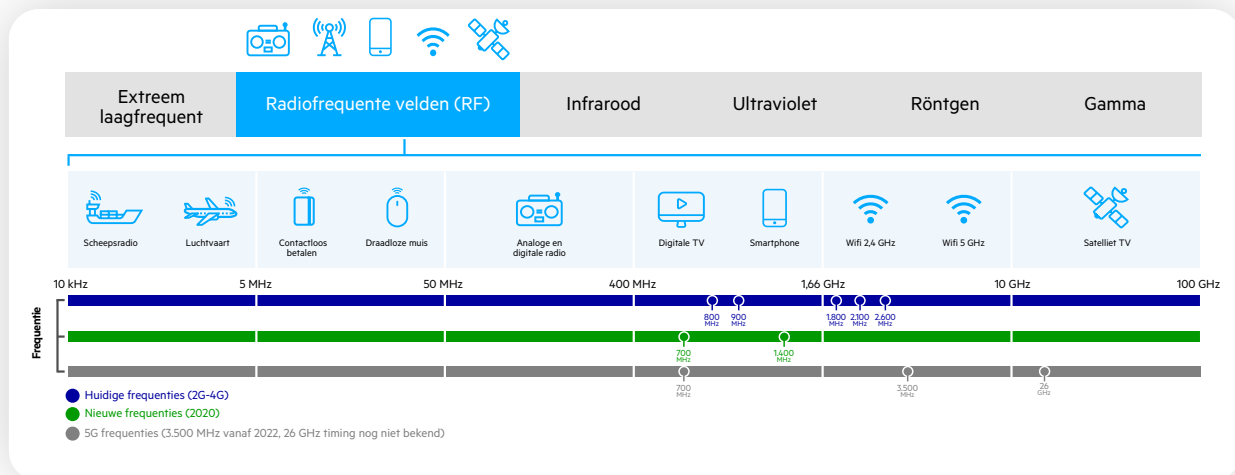 Extreem
laagfrequent
Radiofrequente velden (RF)
Infrarood
Ultraviolet
Röntgen
Gamma
Scheepsradio
Luchtvaart
Contactloos
betalen
Draadloze muis
Analoge en
digitale radio
Digitale TV
Smartphone
Wifi 2,4 GHz
Wifi 5 GHz
Satelliet TV
10 kHz
5 MHz
50 MHz
400 MHz
1,66 GHz
10 GHz
100 GHz
Frequentie
800
MHz
900
MHz
1.800
MHz
2.100
MHz
2.600
MHz
700
MHz
1.400
MHz
700
MHz
3.500
MHz
26
GHz
Huidige frequenties (2G-4G)
Nieuwe frequenties (2020)
5G frequenties (3.500 MHz vanaf 2022, 26 GHz timing nog niet bekend)